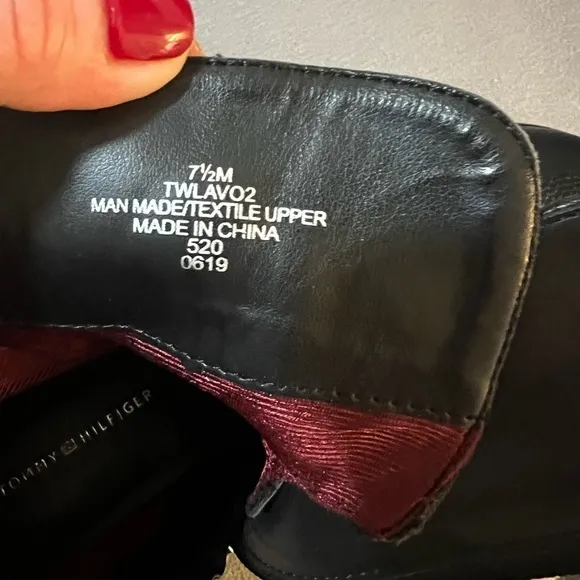 7½M
TWLAVO2
MAN MADE/TEXTILE UPPER
MADE IN CHINA
520
0619
TOMMY HILFIGER